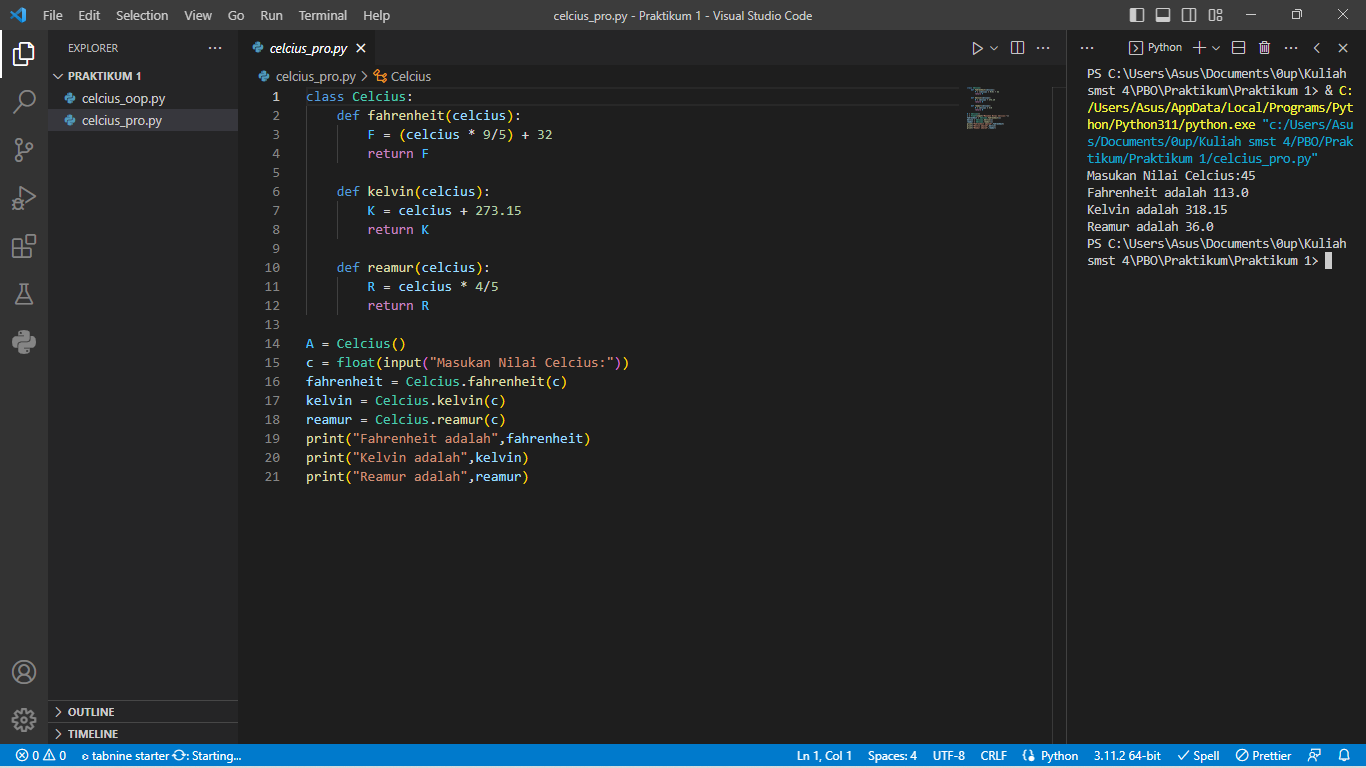 File Edit Selection View Go Run Terminal Help celcius_pro.py - Praktikum 1 - Visual Studio Code
EXPLORER
PRAKTIKUM 1
celcius_oop.py
celcius_pro.py
OUTLINE
TIMELINE
celcius_pro.py
celcius_pro.py > Celcius
1 class Celcius:
2 def fahrenheit(celcius):
3 F = (celcius * 9/5) + 32
4 return F
5
6 def kelvin(celcius):
7 K = celcius + 273.15
8 return K
9
10 def reamur(celcius):
11 R = celcius * 4/5
12 return R
13
14 A = Celcius()
15 c = float(input("Masukan Nilai Celcius:"))
16 fahrenheit = Celcius.fahrenheit(c)
17 kelvin = Celcius.kelvin(c)
18 reamur = Celcius.reamur(c)
19 print("Fahrenheit adalah",fahrenheit)
20 print("Kelvin adalah",kelvin)
21 print("Reamur adalah",reamur)
Python
PS C:\Users\Asus\Documents\0up\Kuliah
smst 4\PBO\Praktikum\Praktikum 1> & C:
/Users/Asus/AppData/Local/Programs/Pyt
hon/Python311/python.exe "c:/Users/Asu
s/Documents/0up/Kuliah smst 4/PBO/Prak
tikum/Praktikum 1/celcius_pro.py"
Masukan Nilai Celcius:45
Fahrenheit adalah 113.0
Kelvin adalah 318.15
Reamur adalah 36.0
PS C:\Users\Asus\Documents\0up\Kuliah
smst 4\PBO\Praktikum\Praktikum 1>
0 0 tabnine starter : Starting... Ln 1, Col 1 Spaces: 4 UTF-8 CRLF Python 3.11.2 64-bit Spell Prettier